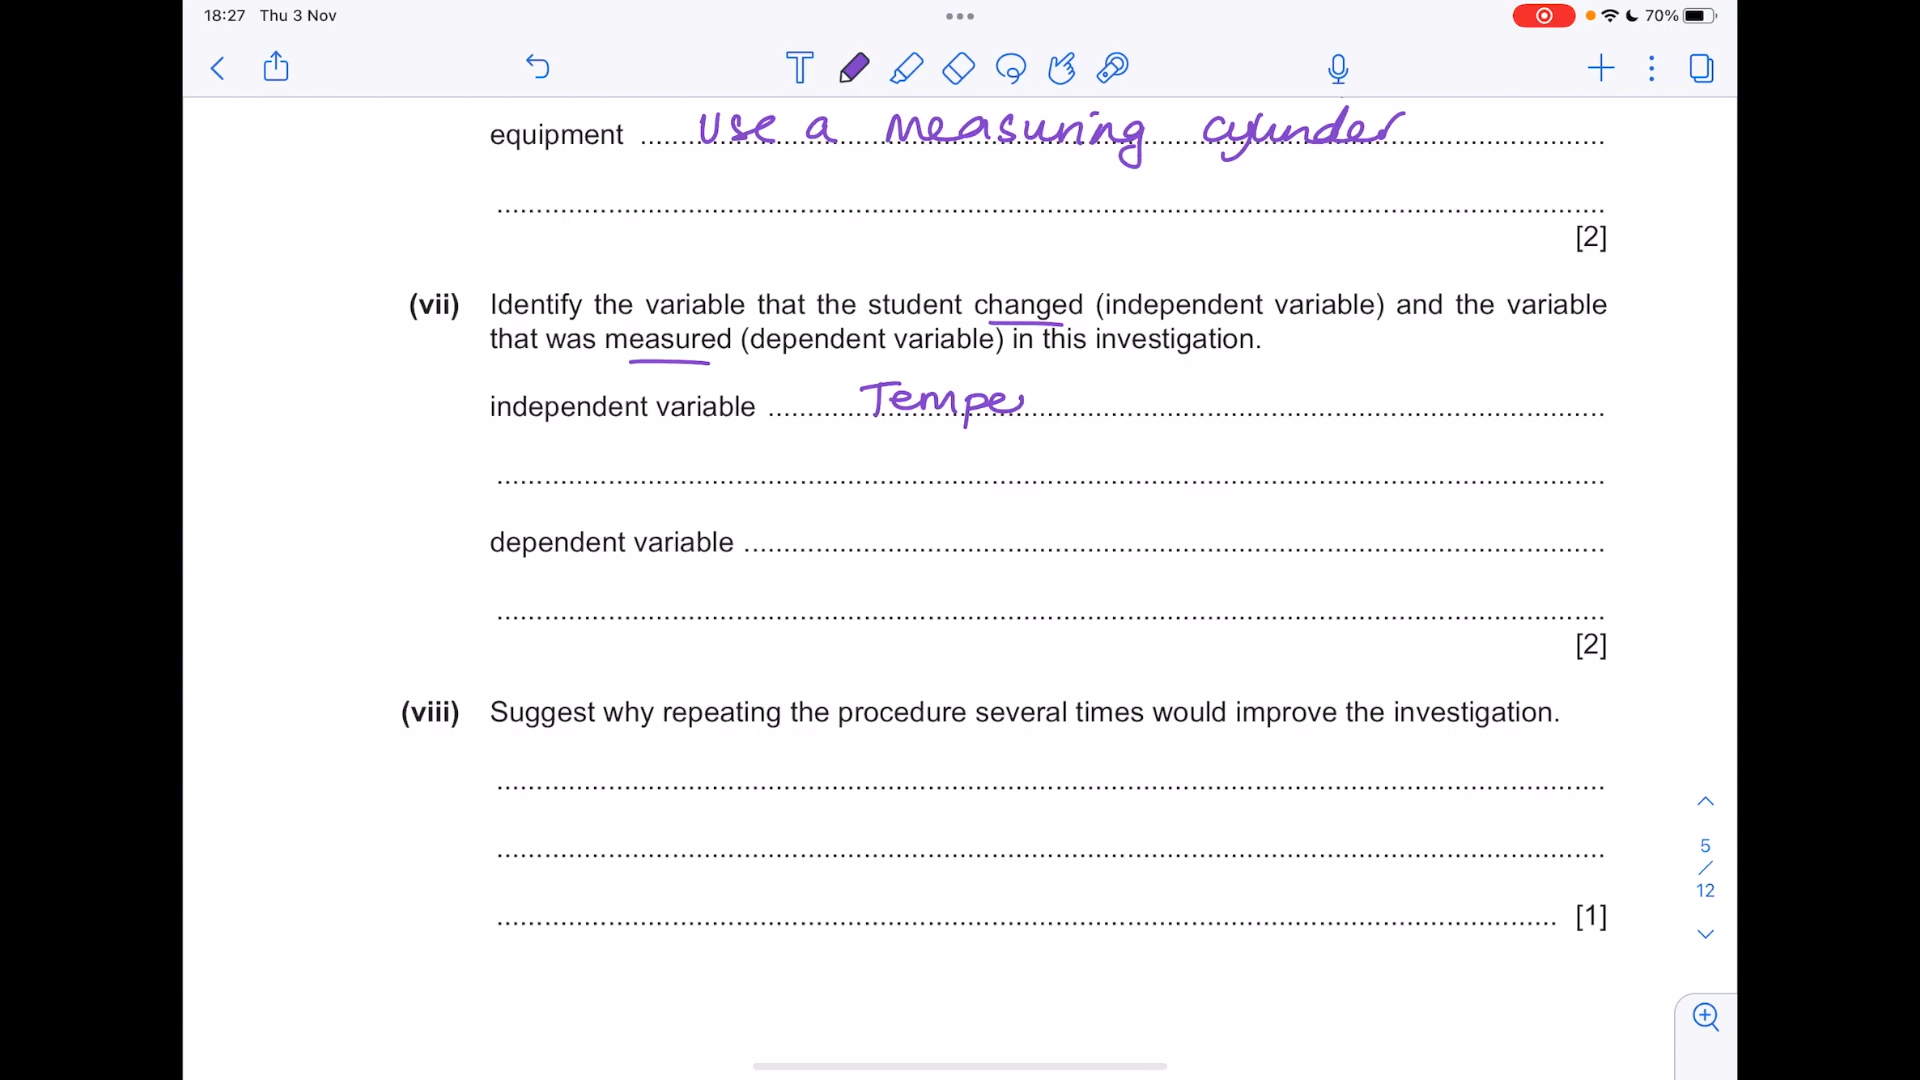 18:27 Thu 3 Nov
70%
equipment use a measuring cylinder
[2]
(vii) Identify the variable that the student changed (independent variable) and the variable
that was measured (dependent variable) in this investigation.
independent variable Tempe
dependent variable
[2]
(viii) Suggest why repeating the procedure several times would improve the investigation.
[1]
5
/
12